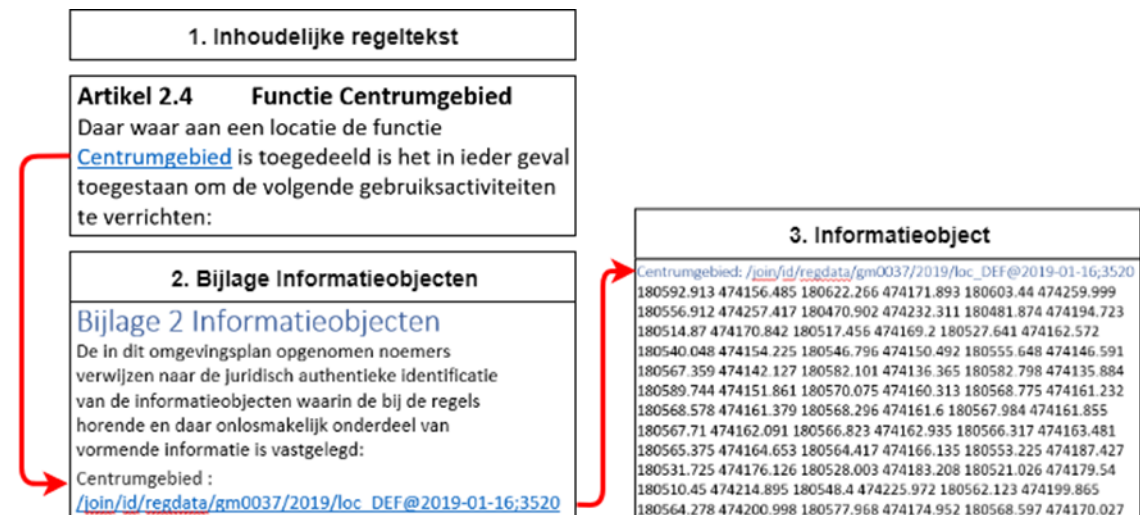 1. Inhoudelijke regeltekst
Artikel 2.4 Functie Centrumgebied
Daar waar aan een locatie de functie
Centrumgebied is toegedeeld is het in ieder geval
toegestaan om de volgende gebruiksactiviteiten
te verrichten:
2. Bijlage Informatieobjecten
Bijlage 2 Informatieobjecten
De in dit omgevingsplan opgenomen noemers
verwijzen naar de juridisch authentieke identificatie
van de informatieobjecten waarin de bij de regels
horende en daar onlosmakelijk onderdeel van
vormende informatie is vastgelegd:
Centrumgebied :
/join/id/regdata/gm0037/2019/loc_DEF@2019-01-16;3520
3. Informatieobject
Centrumgebied: /join/id/regdata/gm0037/2019/loc_DEF@2019-01-16;3520
180592.913 474156.485 180622.266 474171.893 180603.44 474259.999
180556.912 474257.417 180470.902 474232.311 180481.874 474194.723
180514.87 474170.842 180517.456 474169.2 180527.641 474162.572
180540.048 474154.225 180546.796 474150.492 180555.648 474146.591
180567.359 474142.127 180582.101 474136.365 180582.798 474135.884
180589.744 474151.861 180570.075 474160.313 180568.775 474161.232
180568.578 474161.379 180568.296 474161.6 180567.984 474161.855
180567.71 474162.091 180566.823 474162.935 180566.317 474163.481
180565.375 474164.653 180564.417 474166.135 180553.225 474187.427
180531.725 474176.126 180528.003 474183.208 180521.026 474179.54
180510.45 474214.895 180548.4 474225.972 180562.123 474199.865
180564.278 474200.998 180577.968 474174.952 180568.597 474170.027